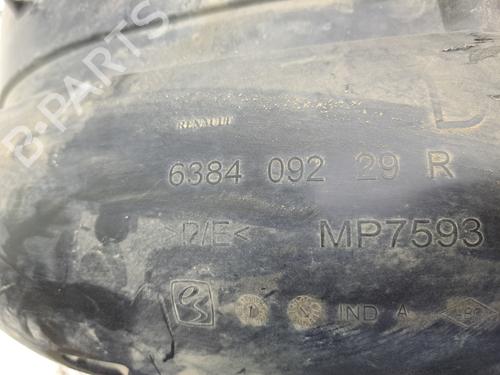 B-PARTS
D
RENAULT
6384 092 29 R
>P/E< MP7593
IND A